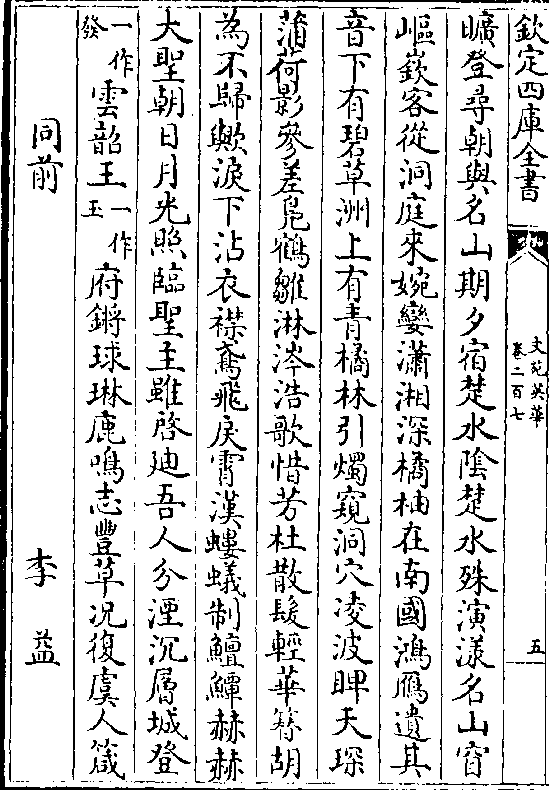 欽定四庫全書
文苑英華
卷二百七
五
曠登尋朝與名山期夕宿楚水陰楚水殊演漾名山窅
嶇嶔客從洞庭來婉孌瀟湘深橘柚在南國鴻鴈遺其
音下有碧草洲上有青橘林引燭窺洞穴凌波睥天琛
蒲荷影參差鳬鶴雛淋涔浩歌惜芳杜散髮輕華簮胡
為不歸歟淚下沾衣襟鳶飛戾霄漢螻蟻制鱣鱏赫赫
大聖朝日月光照臨聖主雖啓廸吾人分湮沉層城登
一作發雲韶王一作玉府鏘球琳鹿鳴志豐草况復虞人箴
同前
李益